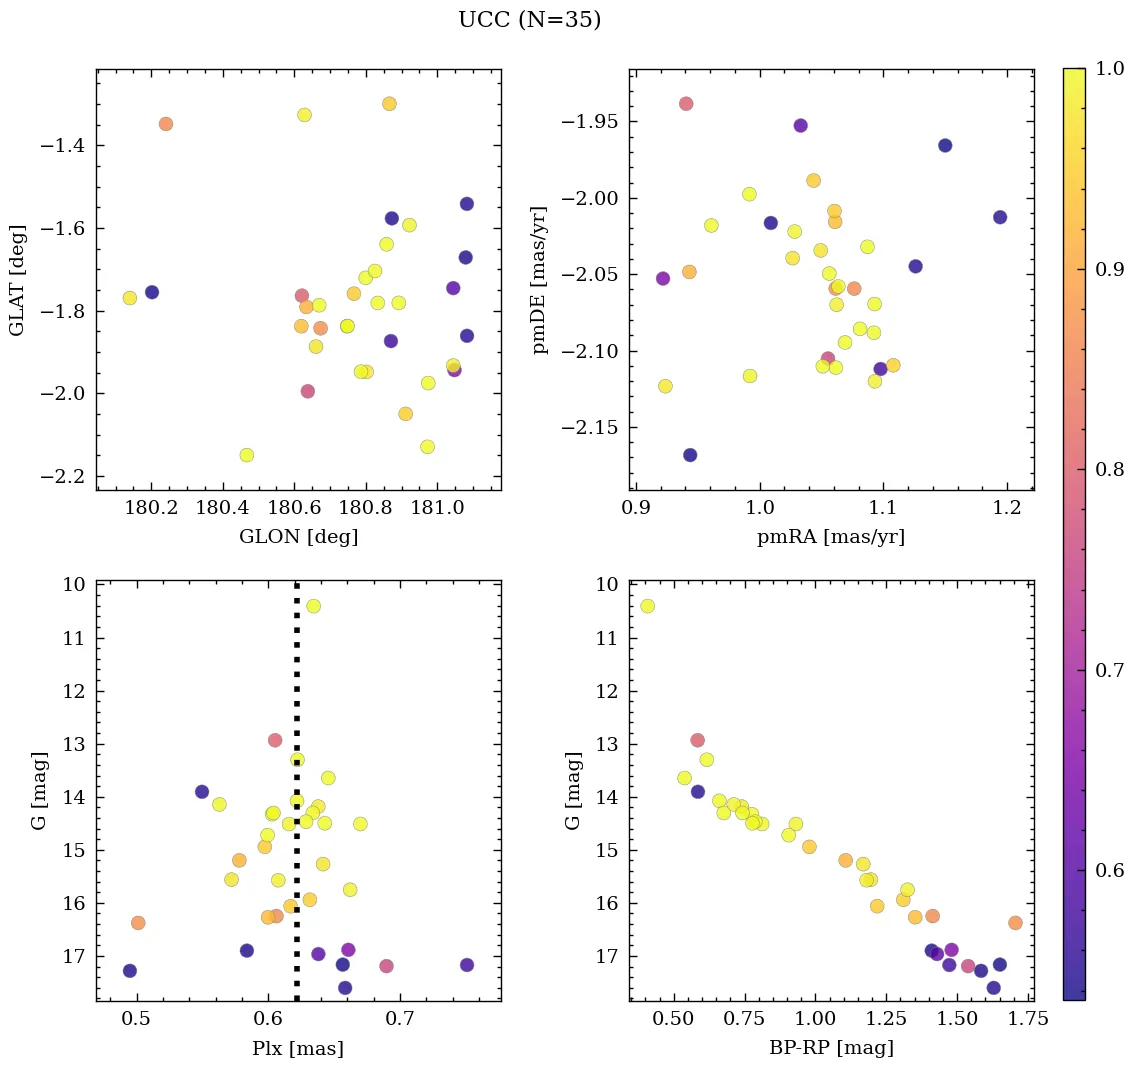 UCC (N=35)
−1.4
−1.6
−1.8
−2.0
−2.2
GLAT [deg]
180.2 180.4 180.6 180.8 181.0
GLON [deg]
−1.95
−2.00
−2.05
−2.10
−2.15
pmDE [mas/yr]
0.9 1.0 1.1 1.2
pmRA [mas/yr]
10
11
12
13
14
15
16
17
G [mag]
0.5 0.6 0.7
Plx [mas]
10
11
12
13
14
15
16
17
G [mag]
0.50 0.75 1.00 1.25 1.50 1.75
BP-RP [mag]
1.0
0.9
0.8
0.7
0.6